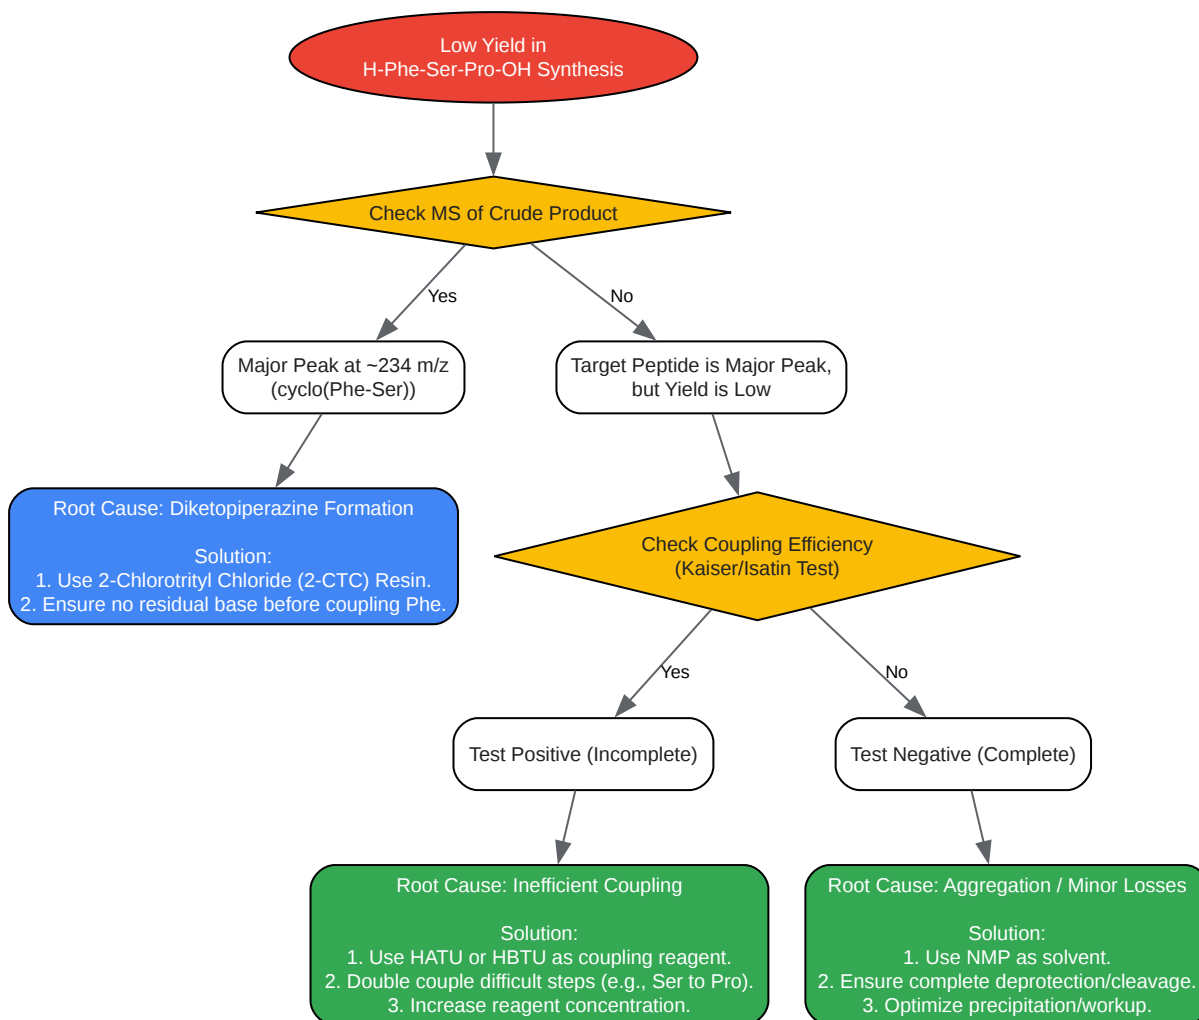 Low Yield in
H-Phe-Ser-Pro-OH Synthesis
Check MS of Crude Product
Yes
No
Major Peak at ~234 m/z
(cyclo(Phe-Ser))
Target Peptide is Major Peak,
but Yield is Low
Root Cause: Diketopiperazine Formation
Solution:
1. Use 2-Chlorotrityl Chloride (2-CTC) Resin.
2. Ensure no residual base before coupling Phe.
Check Coupling Efficiency
(Kaiser/Isatin Test)
Yes
No
Test Positive (Incomplete)
Test Negative (Complete)
Root Cause: Inefficient Coupling
Solution:
1. Use HATU or HBTU as coupling reagent.
2. Double couple difficult steps (e.g., Ser to Pro).
3. Increase reagent concentration.
Root Cause: Aggregation / Minor Losses
Solution:
1. Use NMP as solvent.
2. Ensure complete deprotection/cleavage.
3. Optimize precipitation/workup.